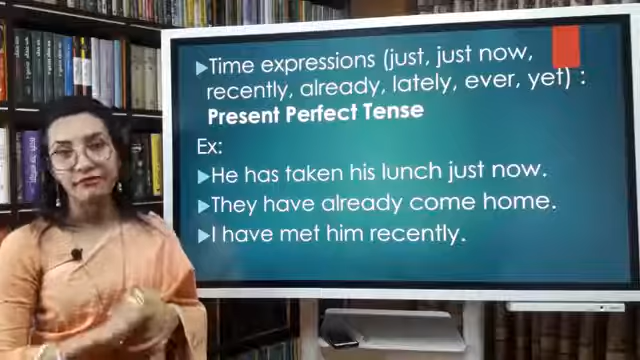 Time expressions (just, just now,
recently, already, lately, ever, yet) :
Present Perfect Tense
Ex:
He has taken his lunch just now.
They have already come home.
I have met him recently.